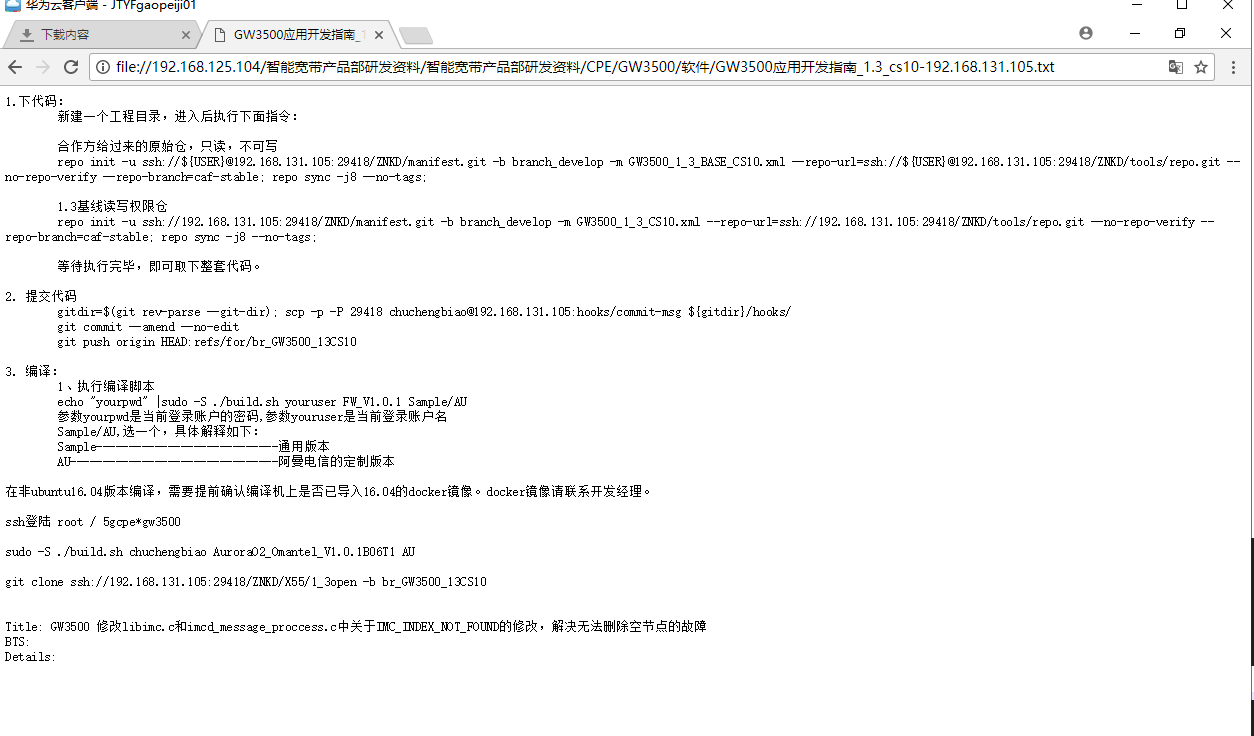 华为云客户端 - JTYFgaopeiji01
下载内容
GW3500应用开发指南_1
file://192.168.125.104/智能宽带产品部研发资料/智能宽带产品部研发资料/CPE/GW3500/软件/GW3500应用开发指南_1.3_cs10-192.168.131.105.txt
1.下代码：
新建一个工程目录，进入后执行下面指令：
合作方给过来的原始仓，只读，不可写
repo init -u ssh://${USER}@192.168.131.105:29418/ZNKD/manifest.git -b branch_develop -m GW3500_1_3_BASE_CS10.xml —repo-url=ssh://${USER}@192.168.131.105:29418/ZNKD/tools/repo.git --
no-repo-verify —repo-branch=caf-stable; repo sync -j8 —no-tags;
1.3基线读写权限仓
repo init -u ssh://192.168.131.105:29418/ZNKD/manifest.git -b branch_develop -m GW3500_1_3_CS10.xml --repo-url=ssh://192.168.131.105:29418/ZNKD/tools/repo.git —no-repo-verify --
repo-branch=caf-stable; repo sync -j8 --no-tags;
等待执行完毕，即可取下整套代码。
2. 提交代码
gitdir=$(git rev-parse —git-dir); scp -p -P 29418 chuchengbiao@192.168.131.105:hooks/commit-msg ${gitdir}/hooks/
git commit —amend —no-edit
git push origin HEAD:refs/for/br_GW3500_13CS10
3. 编译：
1、执行编译脚本
echo "yourpwd" |sudo -S ./build.sh youruser FW_V1.0.1 Sample/AU
参数yourpwd是当前登录账户的密码,参数youruser是当前登录账户名
Sample/AU,选一个，具体解释如下：
Sample——————————————通用版本
AU————————————————阿曼电信的定制版本
在非ubuntu16.04版本编译，需要提前确认编译机上是否已导入16.04的docker镜像。docker镜像请联系开发经理。
ssh登陆 root / 5gcpe*gw3500
sudo -S ./build.sh chuchengbiao Aurora02_Omantel_V1.0.1B06T1 AU
git clone ssh://192.168.131.105:29418/ZNKD/X55/1_3open -b br_GW3500_13CS10
Title: GW3500 修改libimc.c和imcd_message_proccess.c中关于IMC_INDEX_NOT_FOUND的修改，解决无法删除空节点的故障
BTS:
Details: